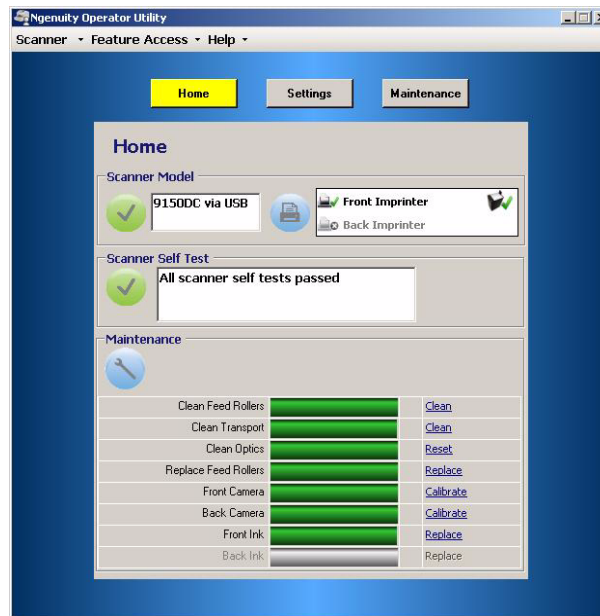 Ngenuity Operator Utility
Scanner Feature Access Help
Home Settings Maintenance
Home
Scanner Model
9150DC via USB
Front Imprinter
Back Imprinter
Scanner Self Test
All scanner self tests passed
Maintenance
Clean Feed Rollers Clean
Clean Transport Clean
Clean Optics Reset
Replace Feed Rollers Replace
Front Camera Calibrate
Back Camera Calibrate
Front Ink Replace
Back Ink Replace